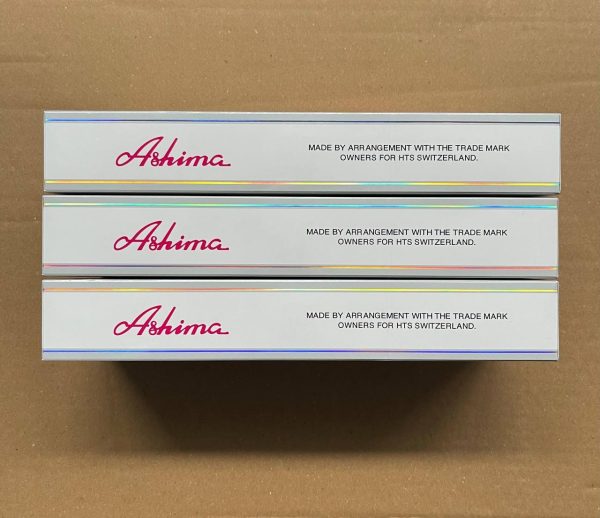 Ashima
MADE BY ARRANGEMENT WITH THE TRADE MARK
OWNERS FOR HTS SWITZERLAND.
Ashima
MADE BY ARRANGEMENT WITH THE TRADE MARK
OWNERS FOR HTS SWITZERLAND.
Ashima
MADE BY ARRANGEMENT WITH THE TRADE MARK
OWNERS FOR HTS SWITZERLAND.